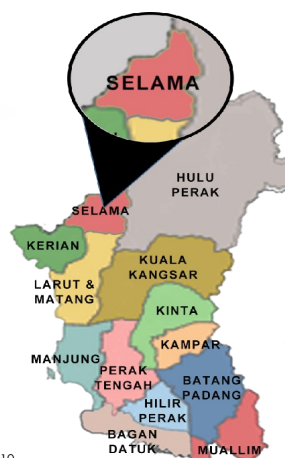 SELAMA
HULU
PERAK
SELAMA
KERIAN
KUALA
KANGSAR
LARUT &
MATANG
KINTA
KAMPAR
MANJUNG
PERAK
TENGAH
BATANG
PADANG
HILIR
PERAK
BAGAN
DATUK
MUALLIM